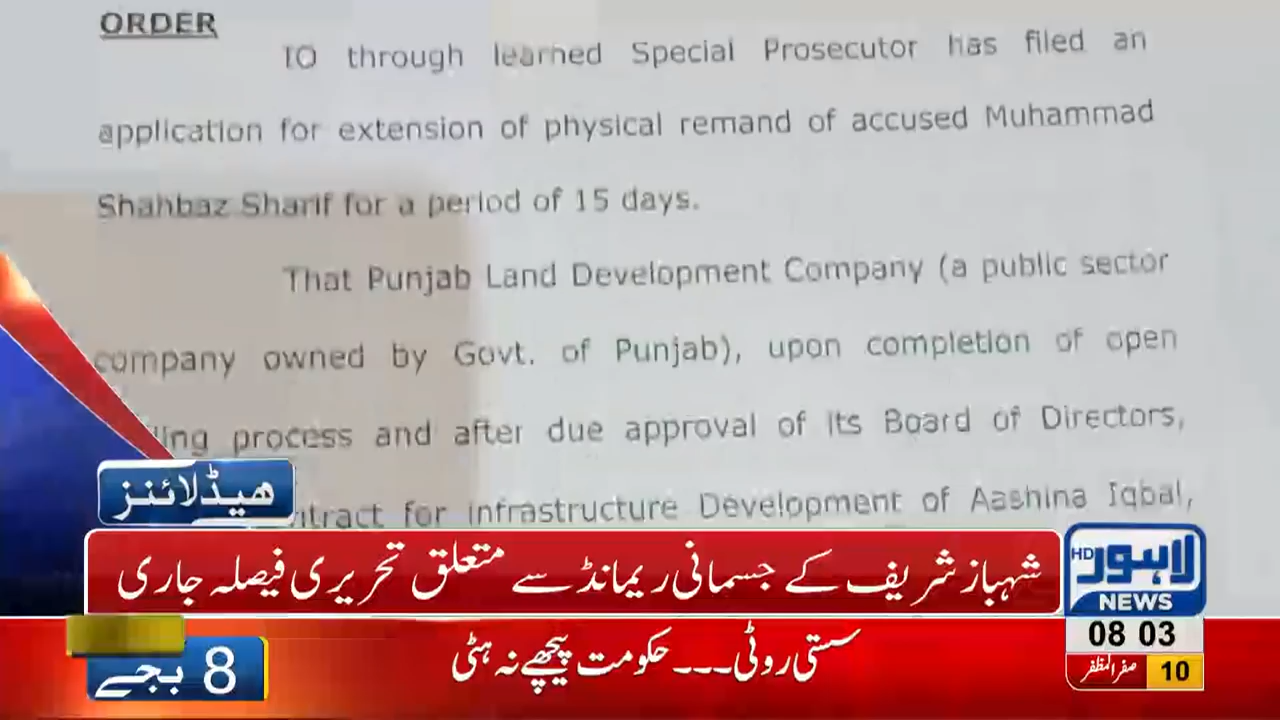 ORDER
IO through learned Special Prosecutor has filed an
application for extension of physical remand of accused Muhammad
Shahbaz Sharif for a period of 15 days.
That Punjab Land Development Company (a public sector
company owned by Govt. of Punjab), upon completion of open
process and after due approval of its Board of Directors,
for infrastructure Development of Aashina Iqbal,
ھیڈلائنز
شہباز شریف کے جسمانی ریمانڈ سے متعلق تحریری فیصلہ جاری
لاہور HD
NEWS
08 03
10 صفر المظفر
سستی روٹی۔۔۔ حکومت پیچھے نہ ہٹی
8 بجے